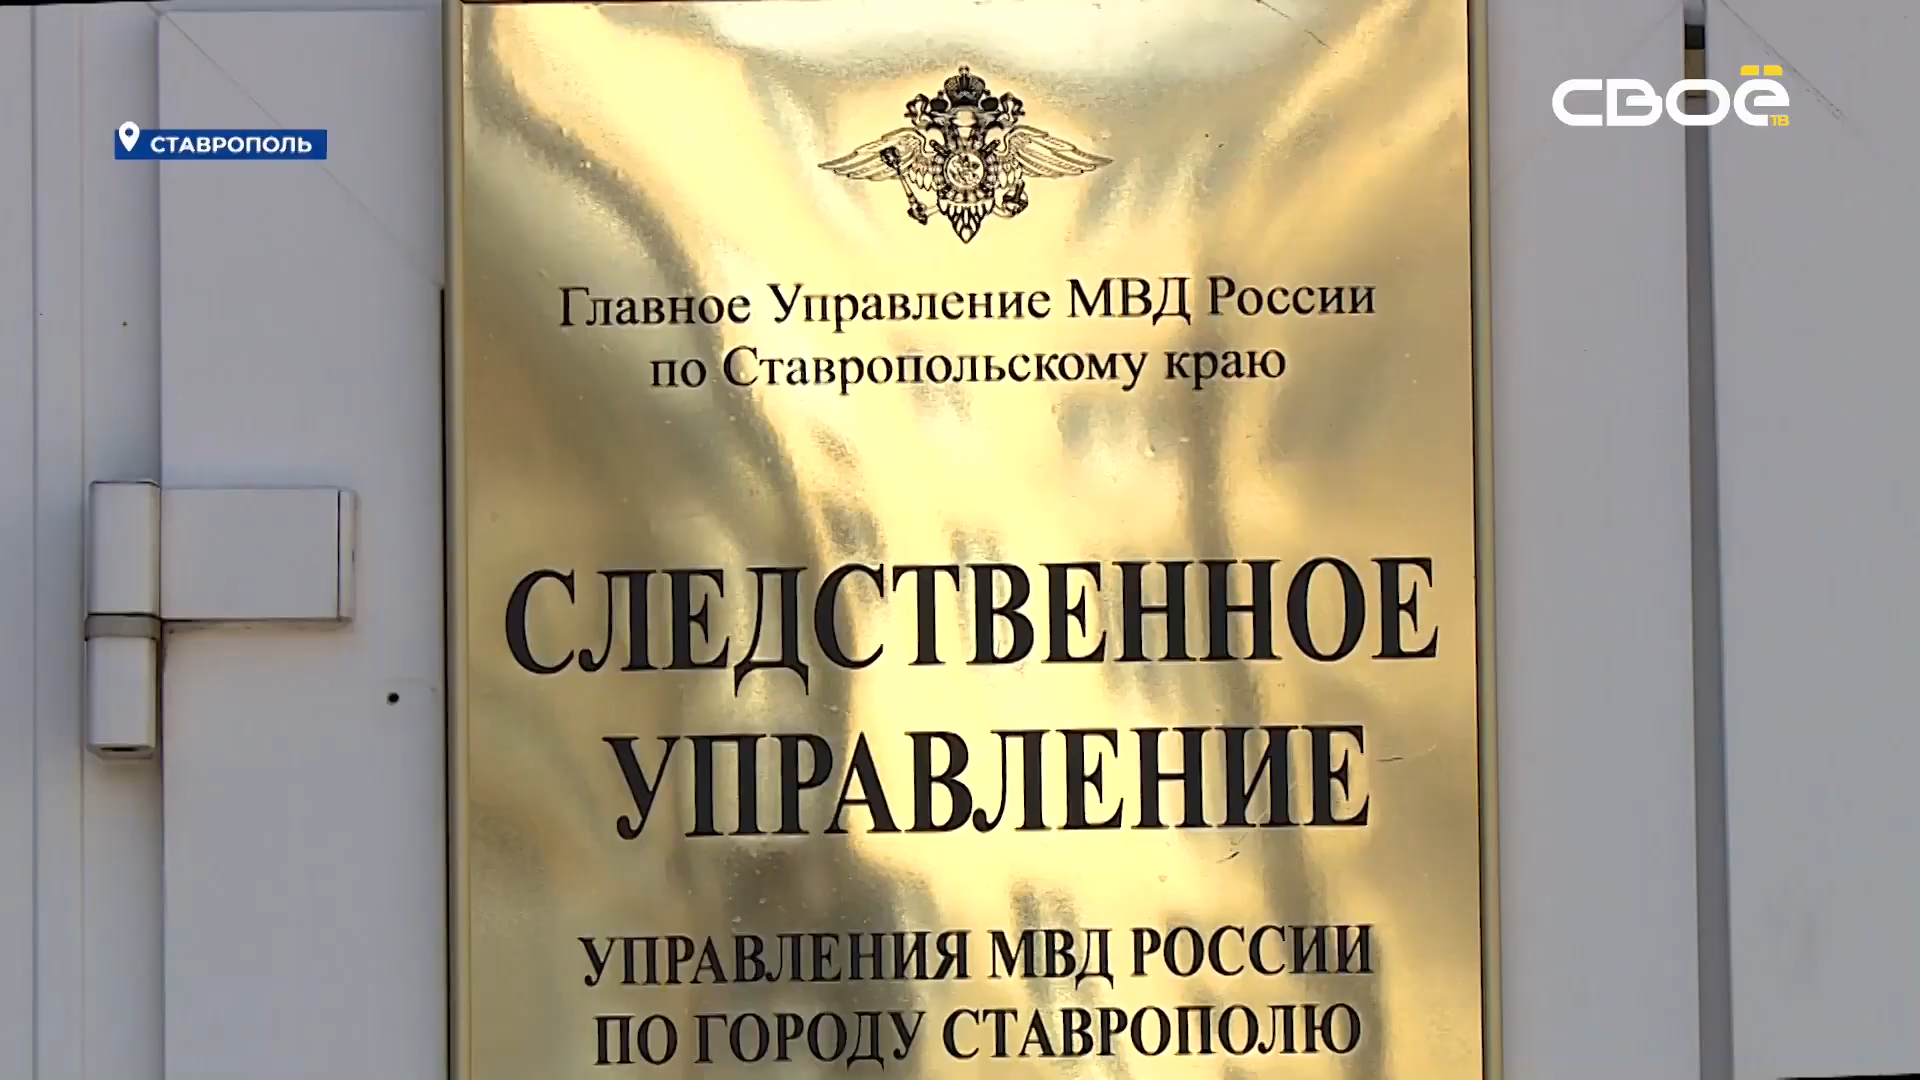 СТАВРОПОЛЬ
СВОЁ
ТВ
Главное Управление МВД России
по Ставропольскому краю
СЛЕДСТВЕННОЕ
УПРАВЛЕНИЕ
УПРАВЛЕНИЯ МВД РОССИИ
ПО ГОРОДУ СТАВРОПОЛЮ